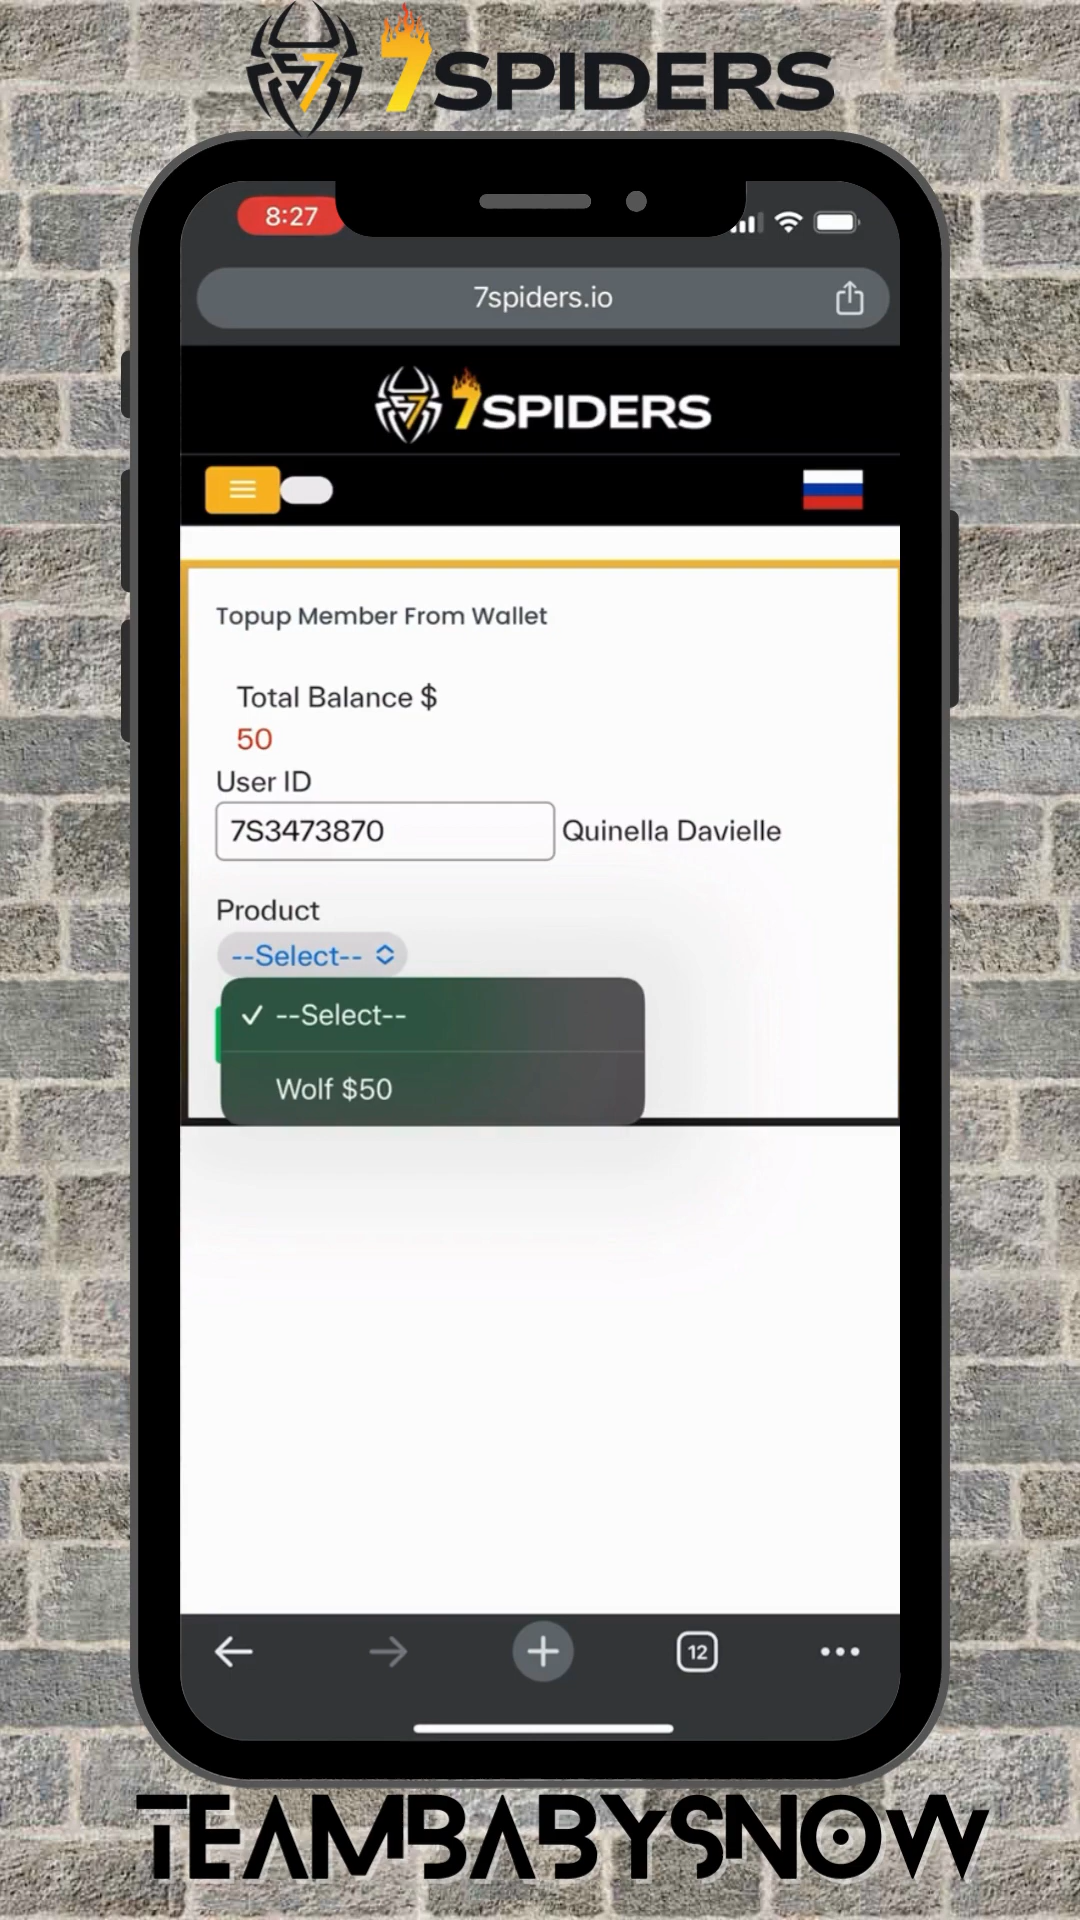 7SPIDERS
8:27
7spiders.io
7SPIDERS
Topup Member From Wallet
Total Balance $
50
User ID
7S3473870 Quinella Davielle
Product
--Select--
✓ --Select--
Wolf $50
12
TEAMBABYSNOW